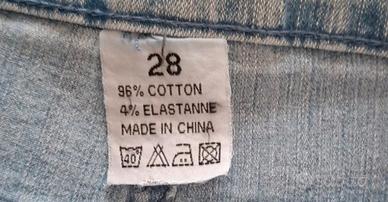 28
96% COTTON
4% ELASTANNE
MADE IN CHINA
40